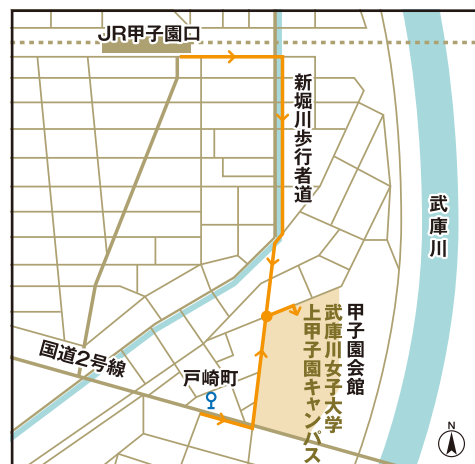 JR甲子園口
新堀川歩行者道
武庫川
甲子園会館
武庫川女子大学
上甲子園キャンパス
国道2号線
戸崎町
N